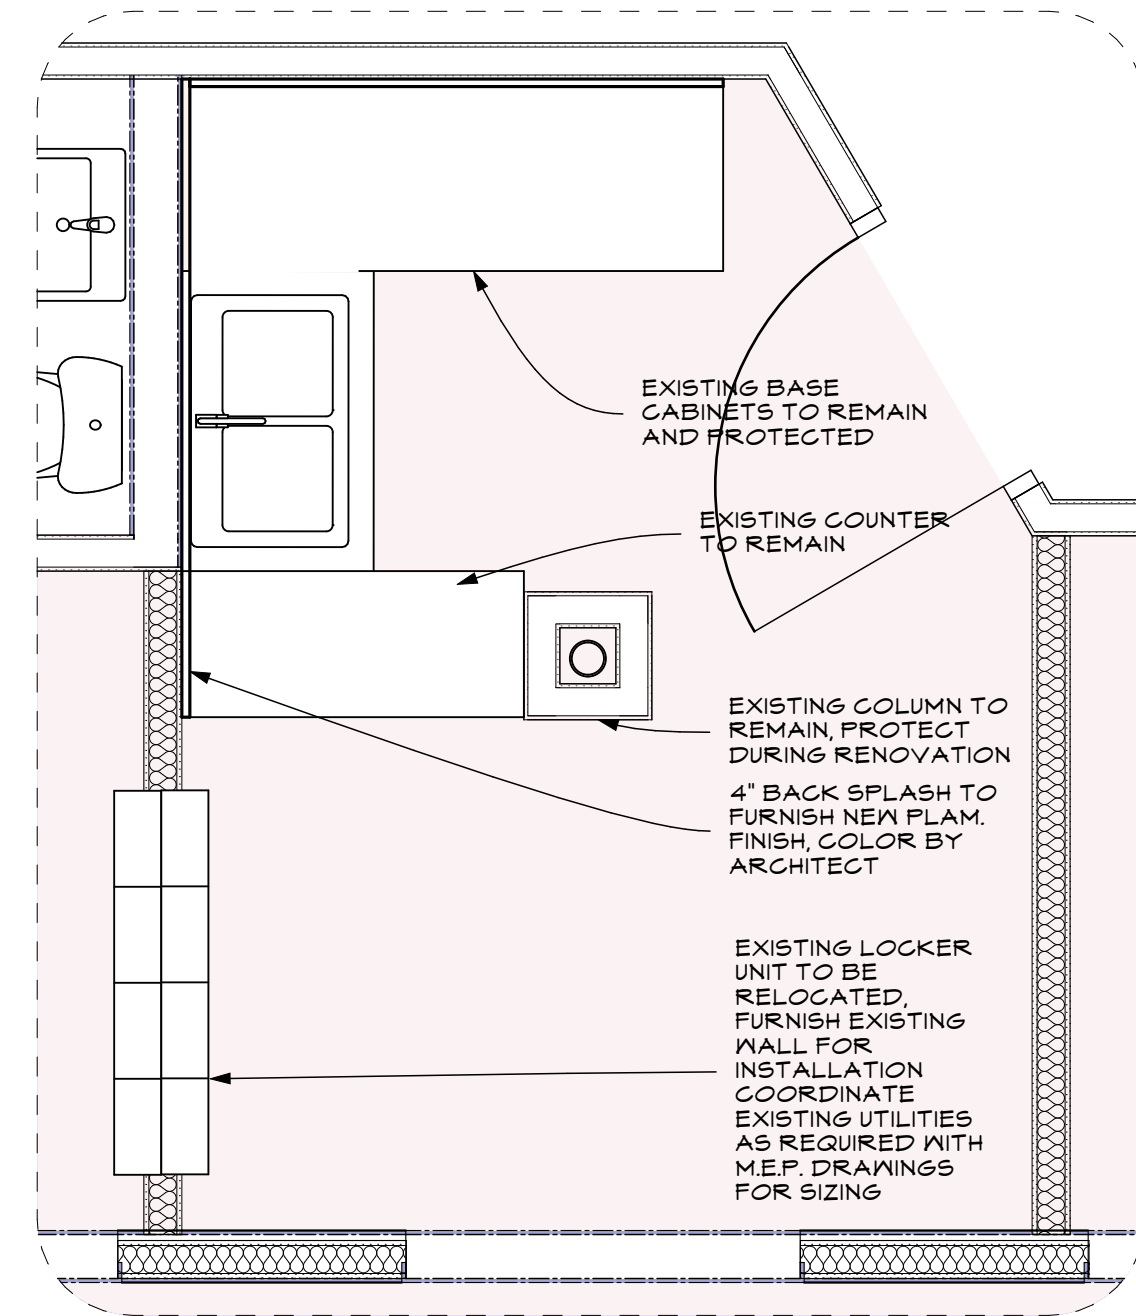 EXISTING BASE
CABINETS TO REMAIN
AND PROTECTED
EXISTING COUNTER
TO REMAIN
EXISTING COLUMN TO
REMAIN, PROTECT
DURING RENOVATION
4" BACK SPLASH TO
FURNISH NEW PLAM.
FINISH, COLOR BY
ARCHITECT
EXISTING LOCKER
UNIT TO BE
RELOCATED,
FURNISH EXISTING
WALL FOR
INSTALLATION
COORDINATE
EXISTING UTILITIES
AS REQUIRED WITH
M.E.P. DRAWINGS
FOR SIZING